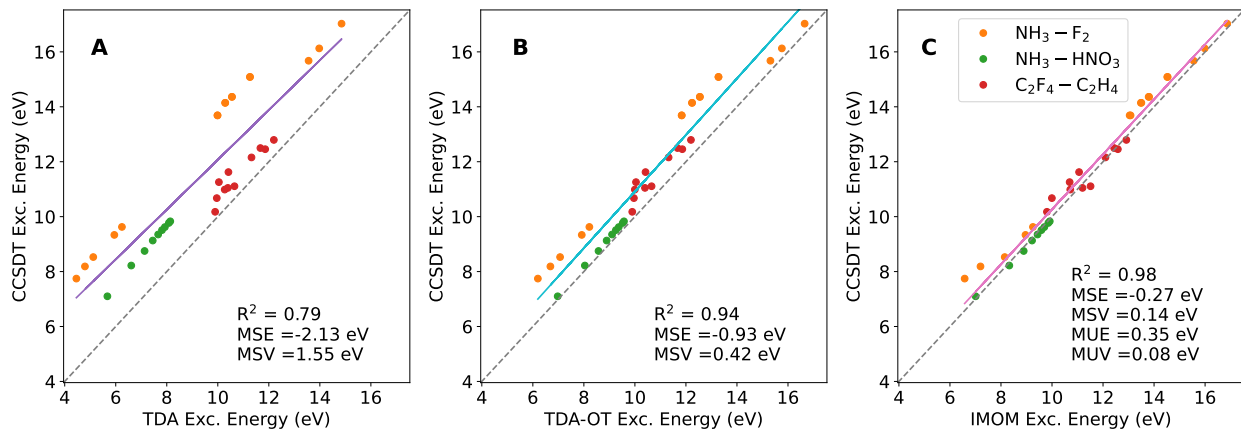 A
16
14
12
10
8
6
4
CCSDT Exc. Energy (eV)
R² = 0.79
MSE =-2.13 eV
MSV =1.55 eV
4 6 8 10 12 14 16
TDA Exc. Energy (eV)
B
16
14
12
10
8
6
4
CCSDT Exc. Energy (eV)
R² = 0.94
MSE =-0.93 eV
MSV =0.42 eV
4 6 8 10 12 14 16
TDA-OT Exc. Energy (eV)
C
NH₃ − F₂
NH₃ − HNO₃
C₂F₄ − C₂H₄
16
14
12
10
8
6
4
CCSDT Exc. Energy (eV)
R² = 0.98
MSE =-0.27 eV
MSV =0.14 eV
MUE =0.35 eV
MUV =0.08 eV
4 6 8 10 12 14 16
IMOM Exc. Energy (eV)